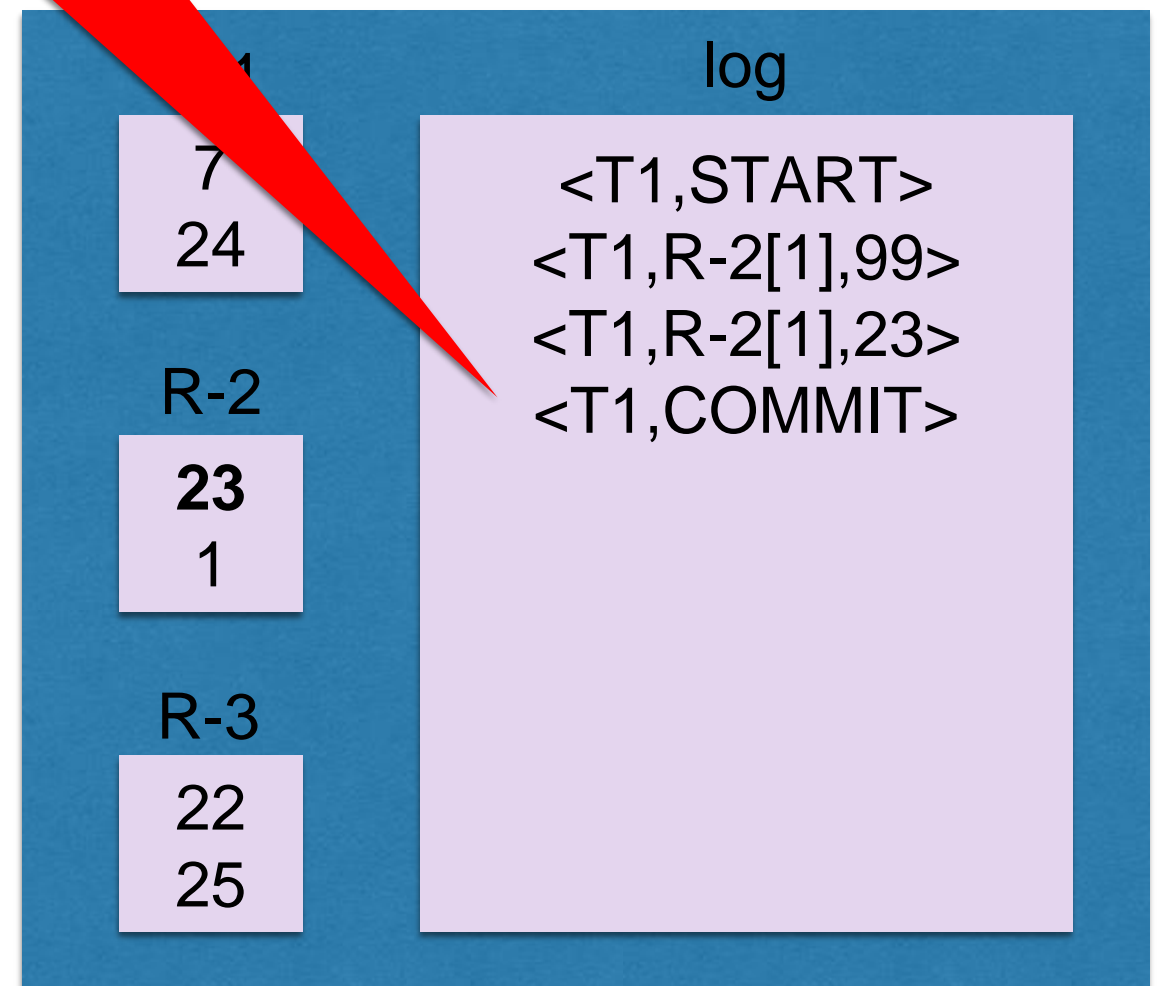 log
7
24
<T1,START>
<T1,R-2[1],99>
<T1,R-2[1],23>
<T1,COMMIT>
R-2
23
1
R-3
22
25